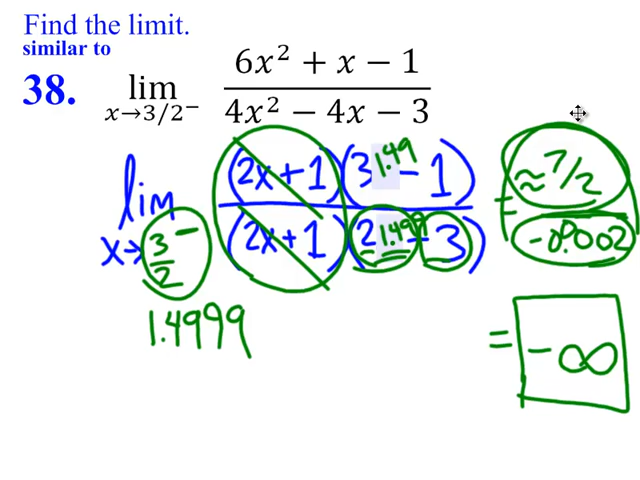 Find the limit.
similar to
38. lim x→3/2⁻ (6x² + x − 1)/(4x² − 4x − 3)
lim x→3/2⁻ (2x+1)(3 1.49 − 1)/(2x+1)(2 1.499 − 3) = ≈7/2 / −0.002
1.4999
= −∞